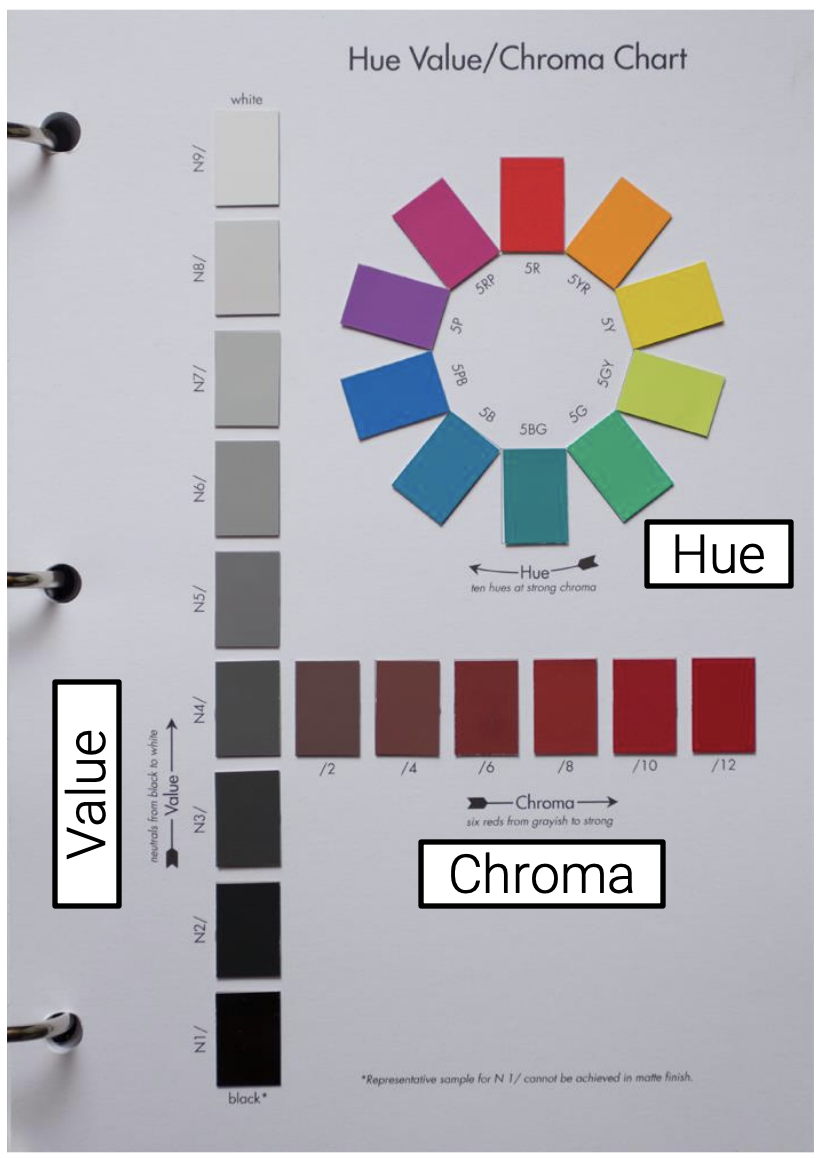 Hue Value/Chroma Chart
white
N9/
N8/
N7/
N6/
N5/
N4/
N3/
N2/
N1/
black*
5R
5YR
5Y
5GY
5G
5BG
5B
5PB
5P
5RP
Hue
ten hues at strong chroma
Hue
/2
/4
/6
/8
/10
/12
Chroma
six reds from grayish to strong
Chroma
Value
neutrals from black to white
Value
*Representative sample for N 1/ cannot be achieved in matte finish.